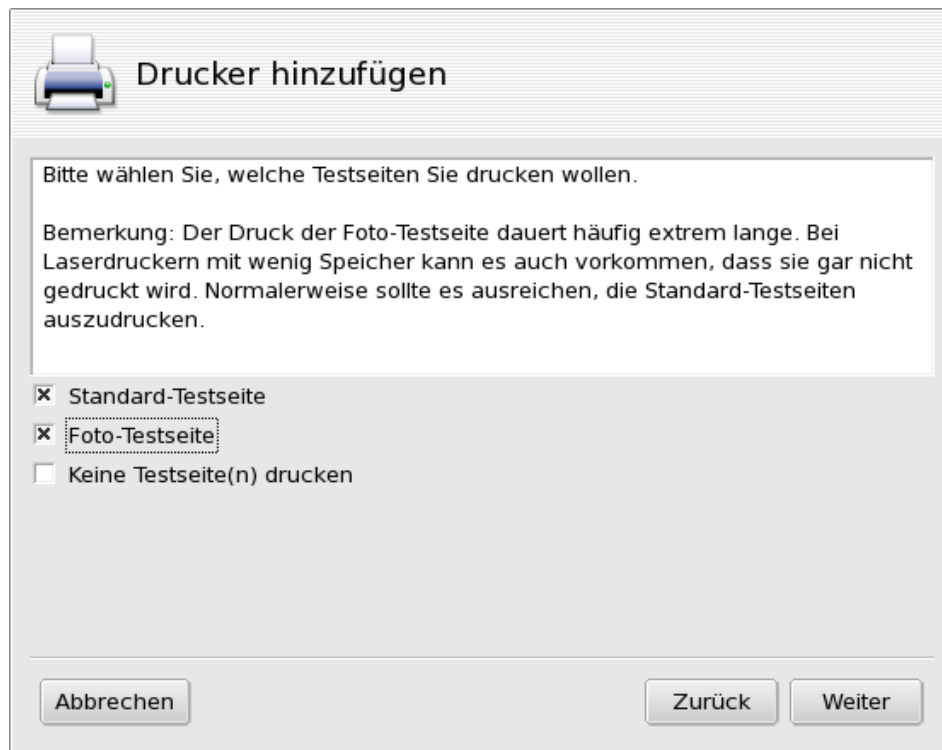 Drucker hinzufügen
Bitte wählen Sie, welche Testseiten Sie drucken wollen.
Bemerkung: Der Druck der Foto-Testseite dauert häufig extrem lange. Bei
Laserdruckern mit wenig Speicher kann es auch vorkommen, dass sie gar nicht
gedruckt wird. Normalerweise sollte es ausreichen, die Standard-Testseiten
auszudrucken.
Standard-Testseite
Foto-Testseite
Keine Testseite(n) drucken
Abbrechen
Zurück
Weiter